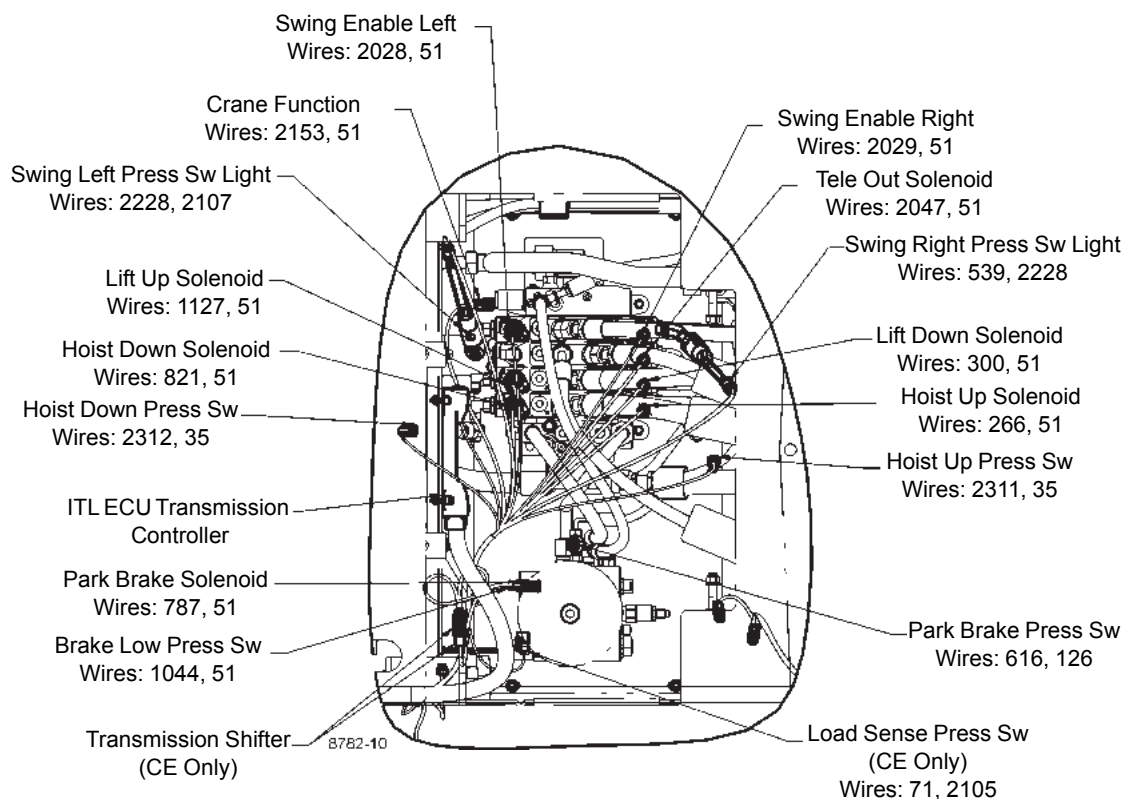 Swing Enable Left
Wires: 2028, 51
Crane Function
Wires: 2153, 51
Swing Left Press Sw Light
Wires: 2228, 2107
Lift Up Solenoid
Wires: 1127, 51
Hoist Down Solenoid
Wires: 821, 51
Hoist Down Press Sw
Wires: 2312, 35
ITL ECU Transmission
Controller
Park Brake Solenoid
Wires: 787, 51
Brake Low Press Sw
Wires: 1044, 51
Transmission Shifter
(CE Only)
8782-10
Swing Enable Right
Wires: 2029, 51
Tele Out Solenoid
Wires: 2047, 51
Swing Right Press Sw Light
Wires: 539, 2228
Lift Down Solenoid
Wires: 300, 51
Hoist Up Solenoid
Wires: 266, 51
Hoist Up Press Sw
Wires: 2311, 35
Park Brake Press Sw
Wires: 616, 126
Load Sense Press Sw
(CE Only)
Wires: 71, 2105